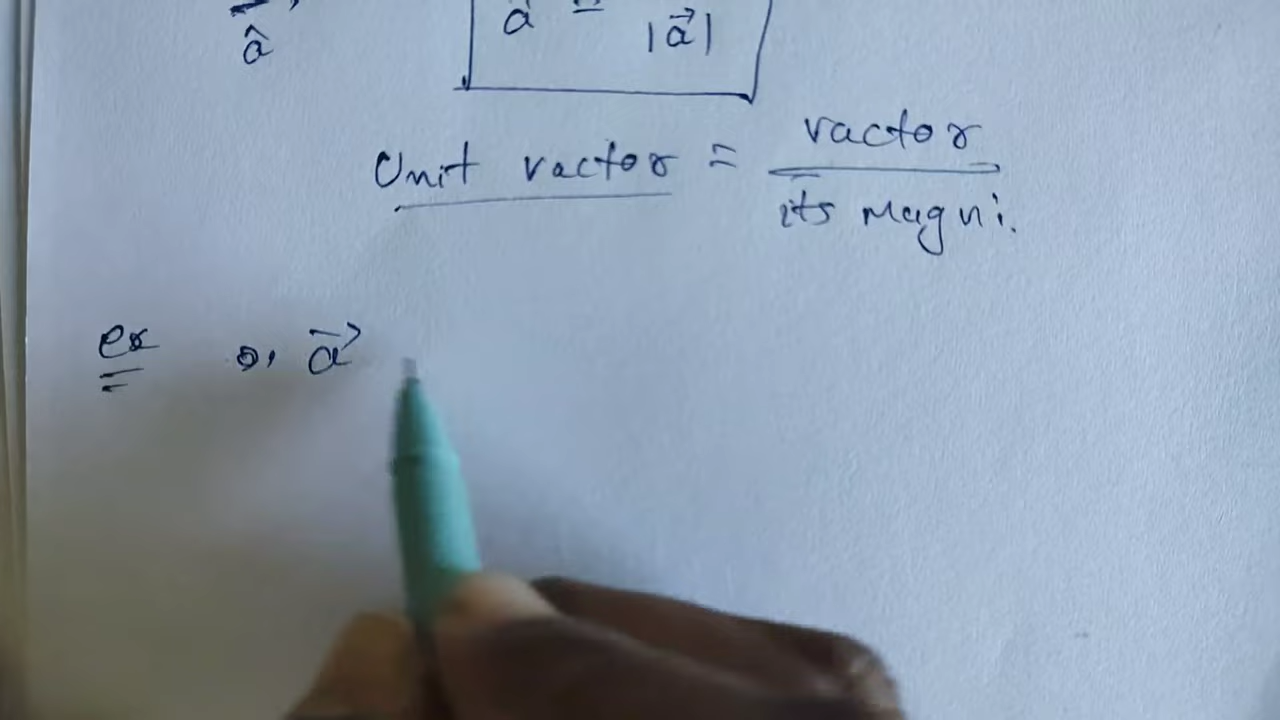 â = |a⃗|
Unit vactor = vactor / its Magni.
ex a⃗